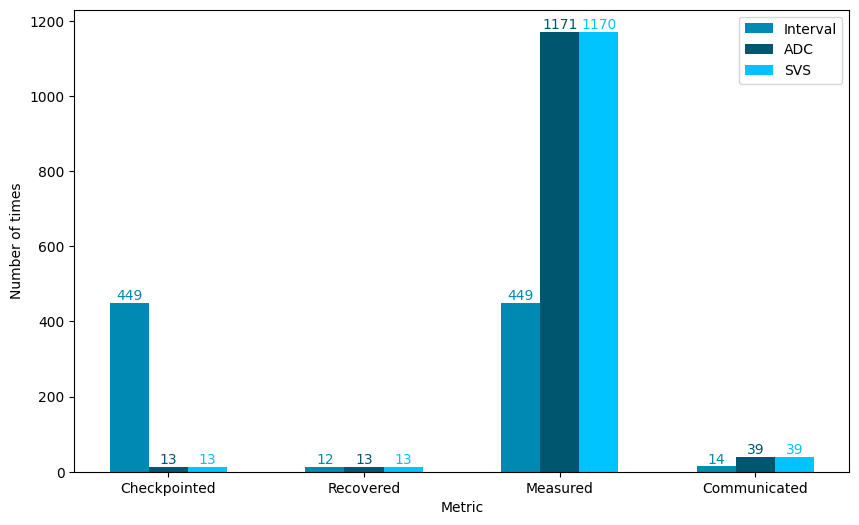 Number of times
1200
1000
800
600
400
200
0
449
13
13
12
13
13
449
1171
1170
14
39
39
Interval
ADC
SVS
Checkpointed
Recovered
Measured
Communicated
Metric